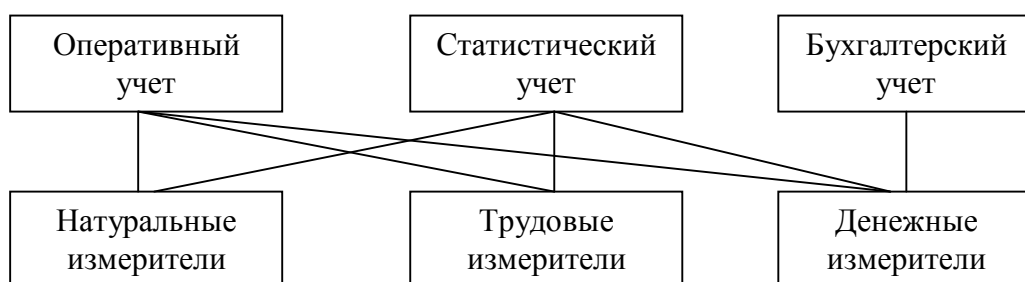 Оперативный
учет
Статистический
учет
Бухгалтерский
учет
Натуральные
измерители
Трудовые
измерители
Денежные
измерители